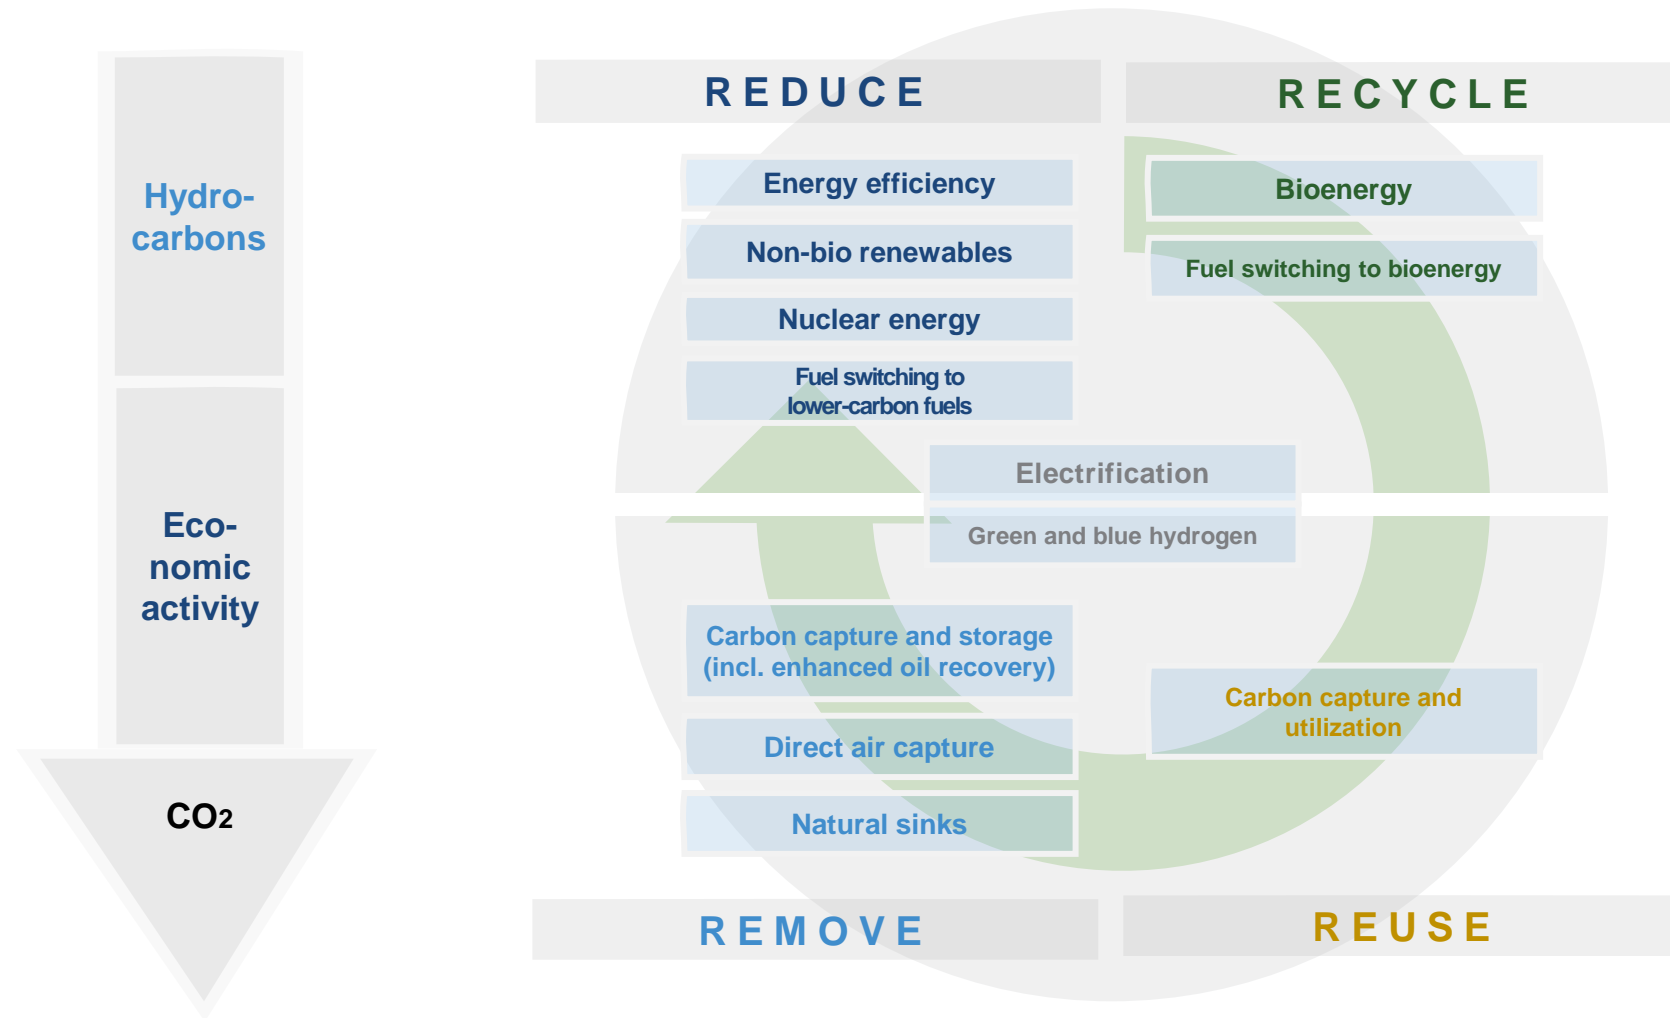 Hydro-
carbons
Eco-
nomic
activity
CO2
REDUCE
Energy efficiency
Non-bio renewables
Nuclear energy
Fuel switching to
lower-carbon fuels
RECYCLE
Bioenergy
Fuel switching to bioenergy
Electrification
Green and blue hydrogen
Carbon capture and storage
(incl. enhanced oil recovery)
Direct air capture
Natural sinks
REMOVE
Carbon capture and
utilization
REUSE